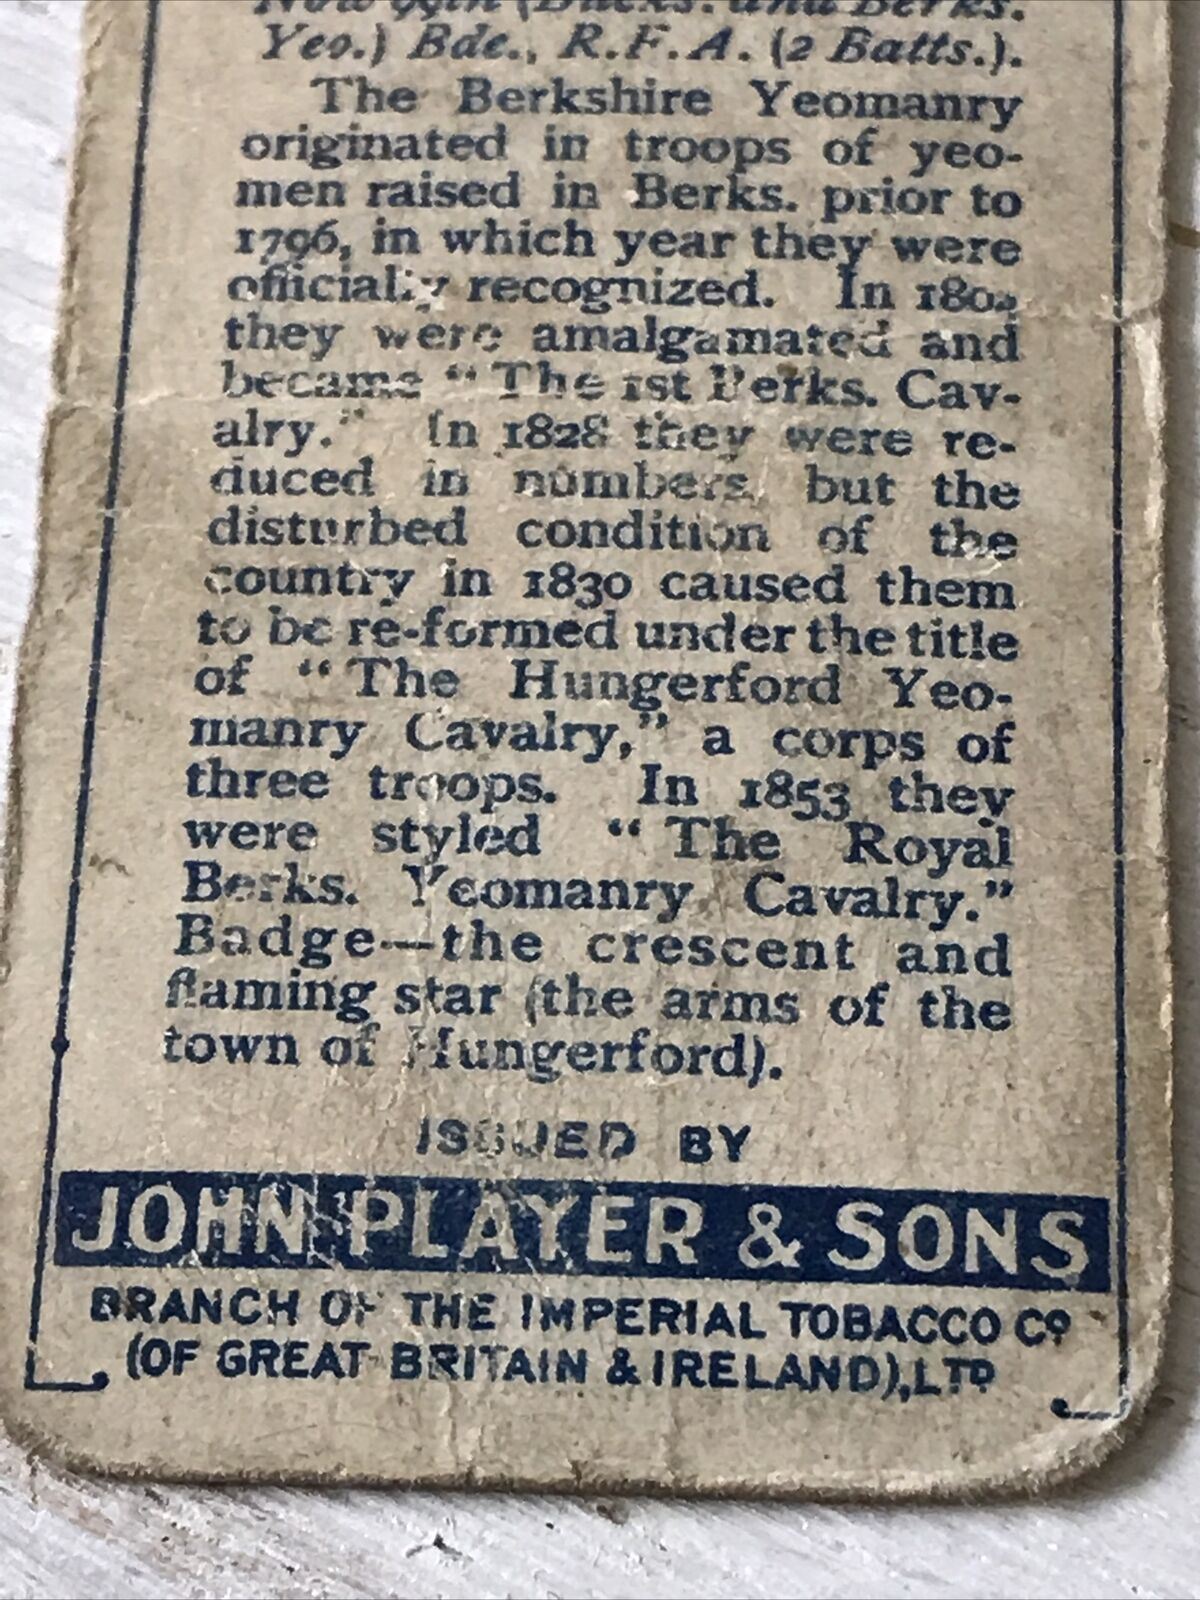 Now 99th (Bucks. and Berks.
Yeo.) Bde., R.F.A. (2 Batts.).
The Berkshire Yeomanry
originated in troops of yeo-
men raised in Berks. prior to
1796, in which year they were
officially recognized. In
they were amalgamated and
became "The 1st Berks. Cav-
alry." In 1828 they were re-
duced in numbers, but the
disturbed condition of the
country in 1830 caused them
to be re-formed under the title
of "The Hungerford Yeo-
manry Cavalry," a corps of
three troops. In 1853 they
were styled "The Royal
Berks. Yeomanry Cavalry."
Badge—the crescent and
flaming star (the arms of the
town of Hungerford).
ISSUED BY
JOHN PLAYER & SONS
BRANCH OF THE IMPERIAL TOBACCO CO
(OF GREAT BRITAIN & IRELAND), LTD